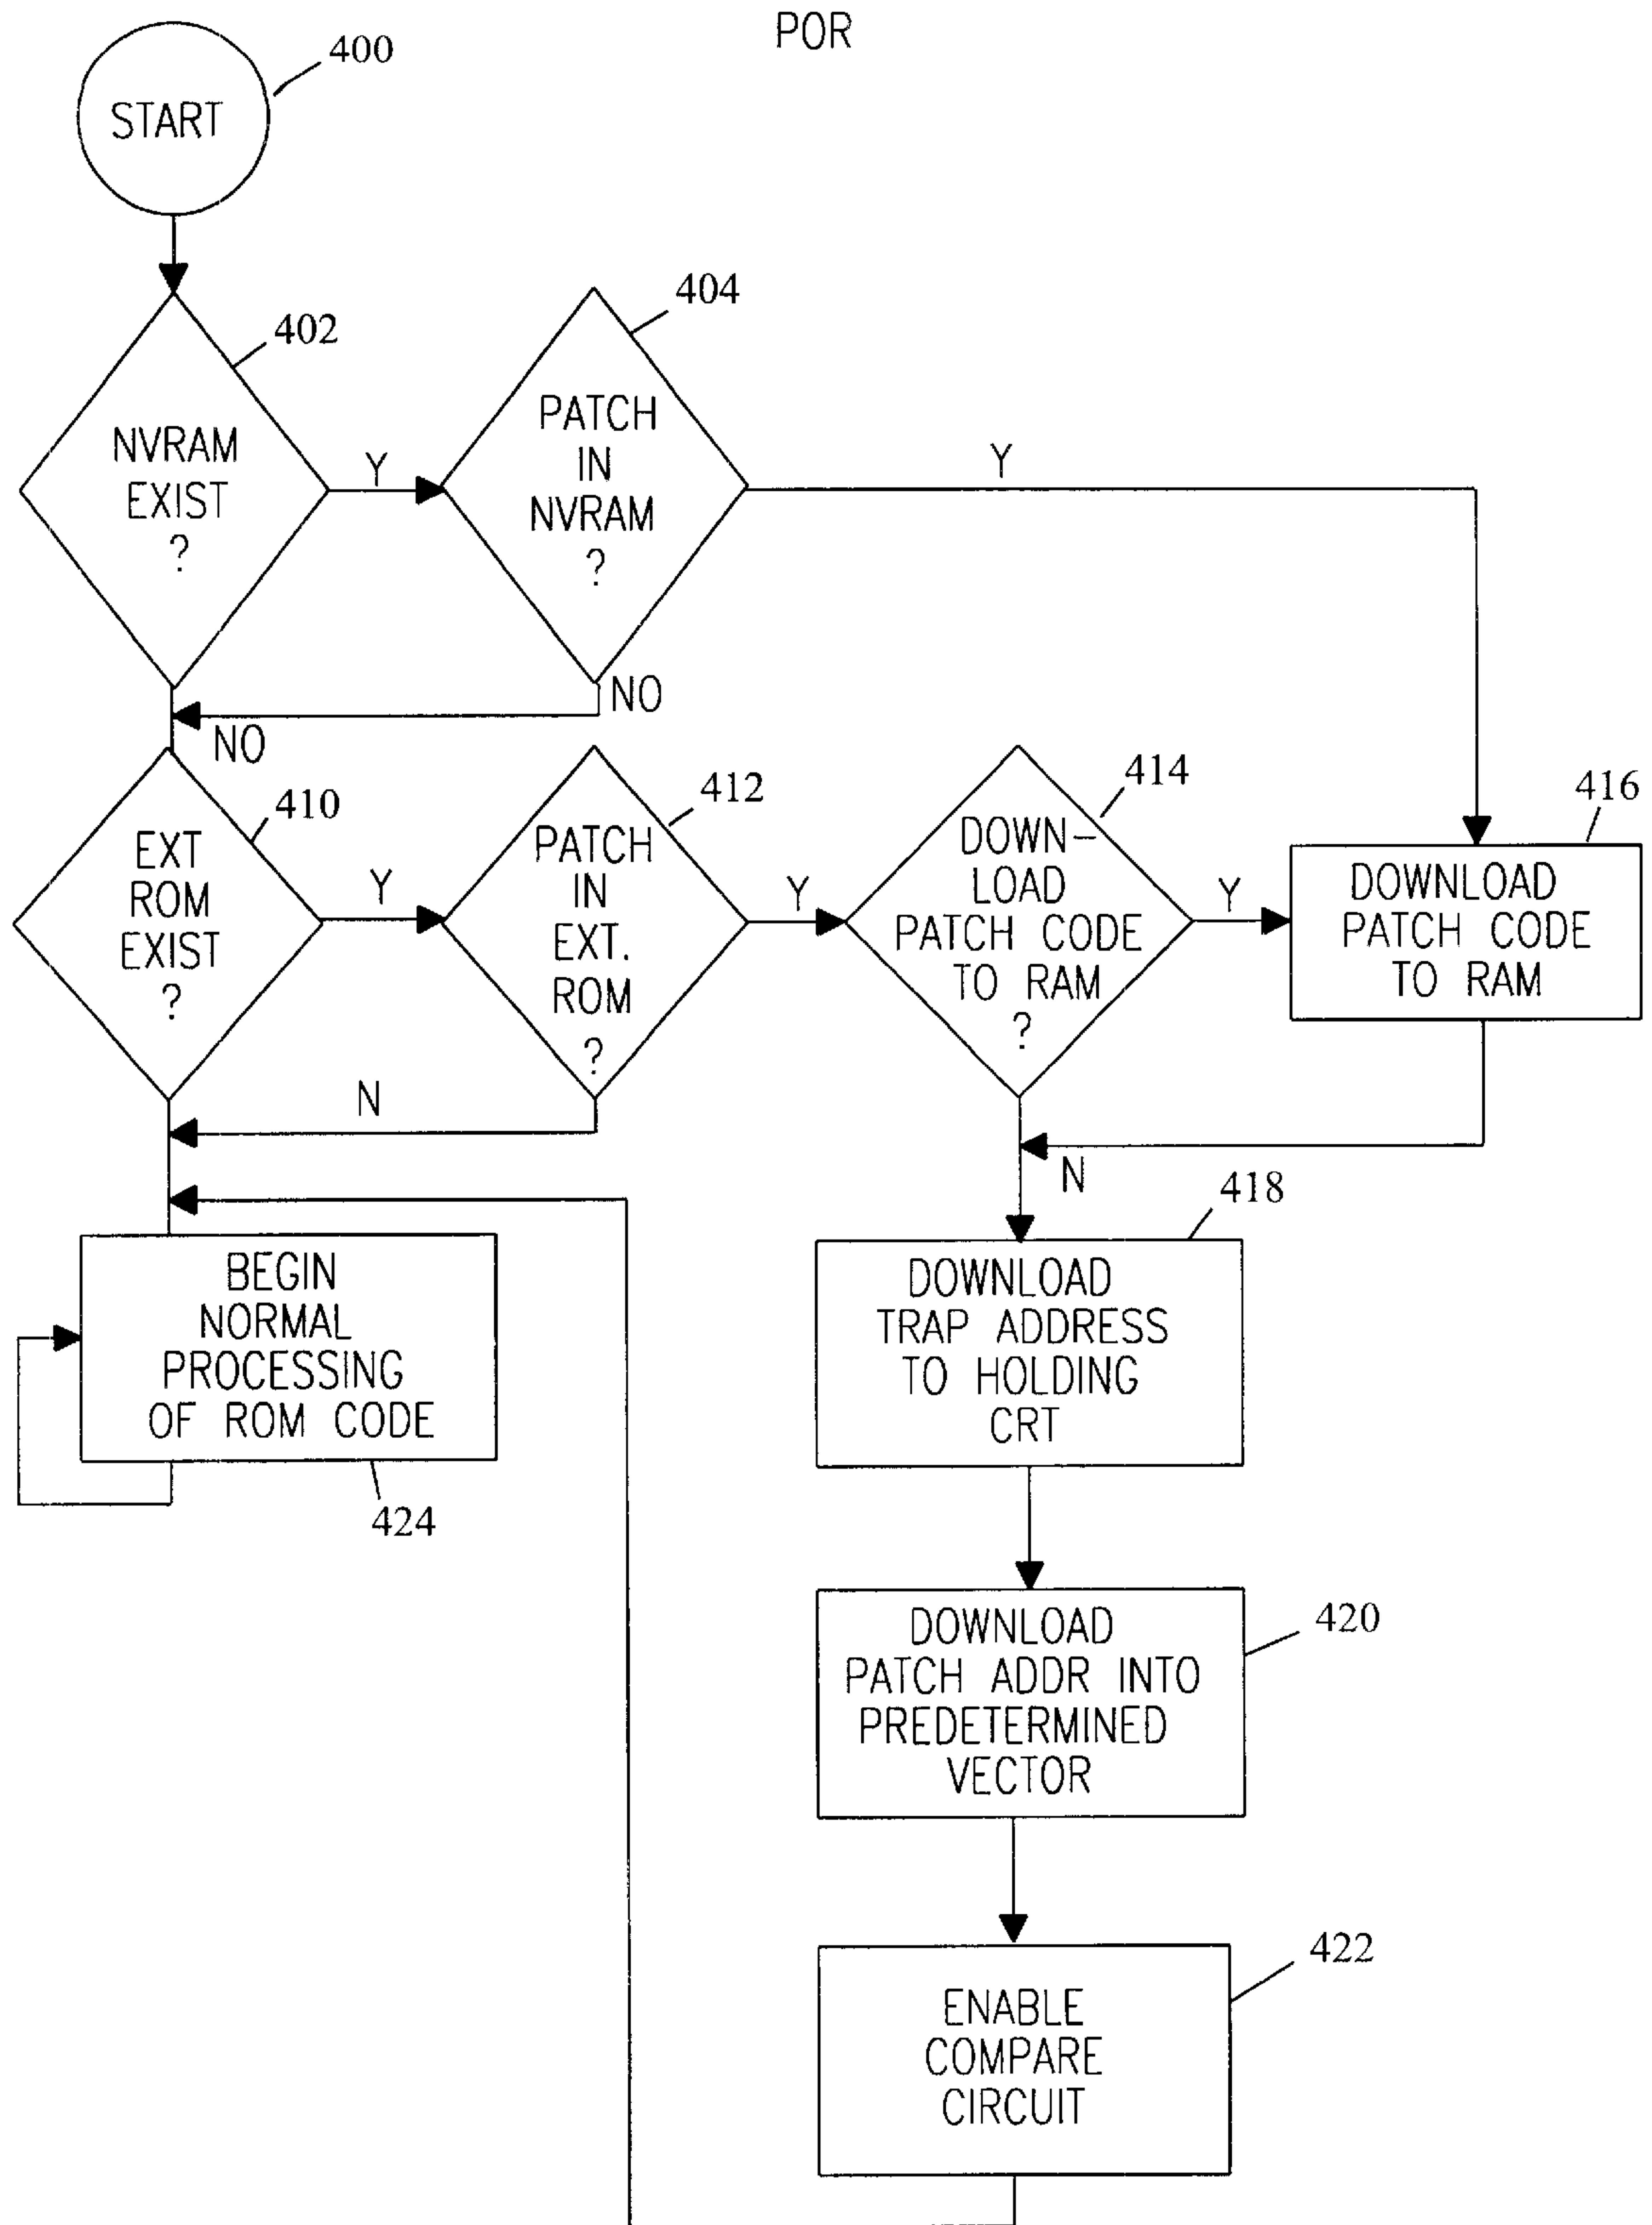 POR
400
START
402
NVRAM
EXIST
?
Y
404
PATCH
IN
NVRAM
?
Y
NO
NO
410
EXT
ROM
EXIST
?
Y
412
PATCH
IN
EXT.
ROM
?
Y
414
DOWN-
LOAD
PATCH CODE
TO RAM
?
Y
416
DOWNLOAD
PATCH CODE
TO RAM
N
N
418
DOWNLOAD
TRAP ADDRESS
TO HOLDING
CRT
BEGIN
NORMAL
PROCESSING
OF ROM CODE
424
420
DOWNLOAD
PATCH ADDR INTO
PREDETERMINED
VECTOR
422
ENABLE
COMPARE
CIRCUIT